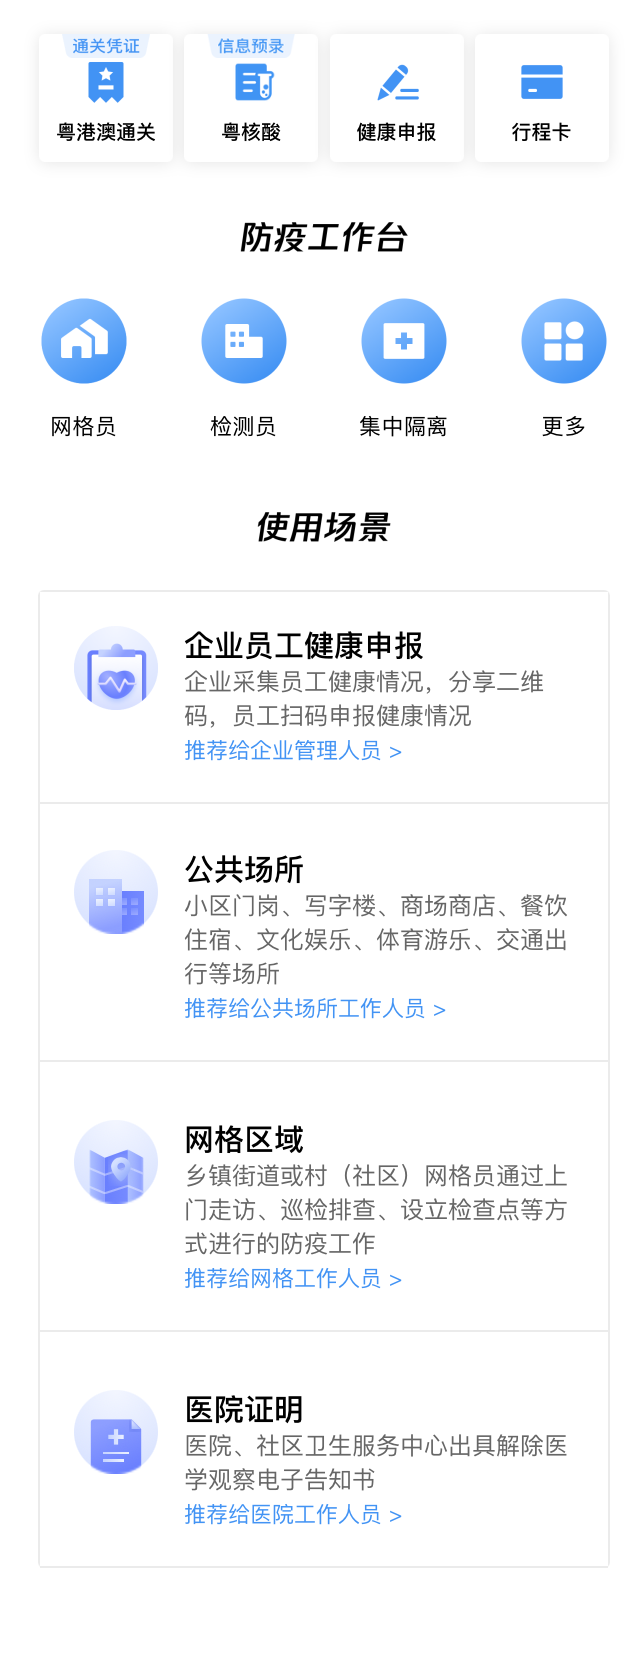 通关凭证
信息预录
粤港澳通关
粤核酸
健康申报
行程卡
防疫工作台
网格员
检测员
集中隔离
更多
使用场景
企业员工健康申报
企业采集员工健康情况，分享二维
码，员工扫码申报健康情况
推荐给企业管理人员 >
公共场所
小区门岗、写字楼、商场商店、餐饮
住宿、文化娱乐、体育游乐、交通出
行等场所
推荐给公共场所工作人员 >
网格区域
乡镇街道或村（社区）网格员通过上
门走访、巡检排查、设立检查点等方
式进行的防疫工作
推荐给网格工作人员 >
医院证明
医院、社区卫生服务中心出具解除医
学观察电子告知书
推荐给医院工作人员 >